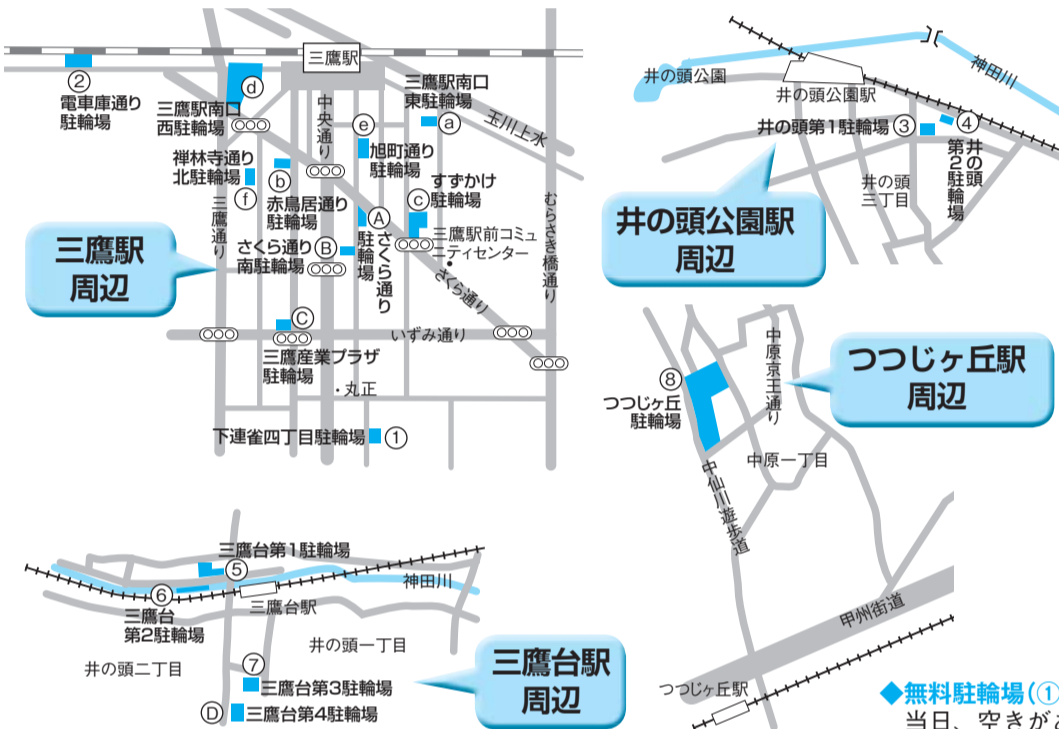 三鷹駅
②
電車庫通り
駐輪場
ⓓ
三鷹駅南口
西駐輪場
中央通り
三鷹駅南口
東駐輪場
ⓐ
玉川上水
ⓔ
旭町通り
駐輪場
禅林寺通り
北駐輪場
ⓕ
ⓑ
赤鳥居通り
駐輪場
すずかけ
駐輪場
ⓒ
三鷹通り
Ⓐ
さくら通り
駐輪場
三鷹駅前コミュ
ニティセンター
むらさき橋通り
さくら通り
南駐輪場
Ⓑ
さくら通り
三鷹駅
周辺
Ⓒ
三鷹産業プラザ
駐輪場
いずみ通り
・丸正
下連雀四丁目駐輪場
①
井の頭公園
井の頭公園駅
神田川
井の頭第1駐輪場
③
④
井の頭
第2駐輪場
井の頭
三丁目
井の頭公園駅
周辺
⑧
つつじヶ丘
駐輪場
中原京王通り
つつじヶ丘駅
周辺
中原一丁目
中仙川遊歩道
甲州街道
つつじヶ丘駅
三鷹台第1駐輪場
⑤
⑥
三鷹台
第2駐輪場
三鷹台駅
神田川
井の頭二丁目
井の頭一丁目
⑦
三鷹台第3駐輪場
Ⓓ
三鷹台第4駐輪場
三鷹台駅
周辺
◆無料駐輪場(①
当日、空きが